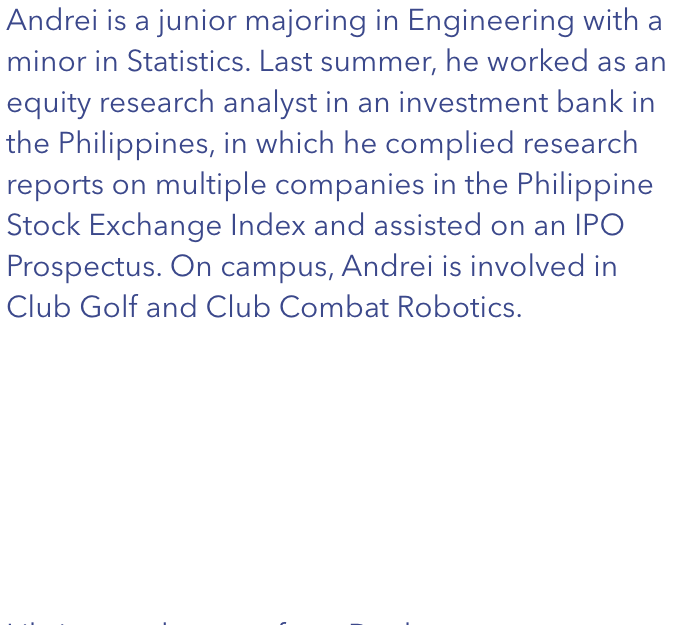 Andrei is a junior majoring in Engineering with a
minor in Statistics. Last summer, he worked as an
equity research analyst in an investment bank in
the Philippines, in which he complied research
reports on multiple companies in the Philippine
Stock Exchange Index and assisted on an IPO
Prospectus. On campus, Andrei is involved in
Club Golf and Club Combat Robotics.